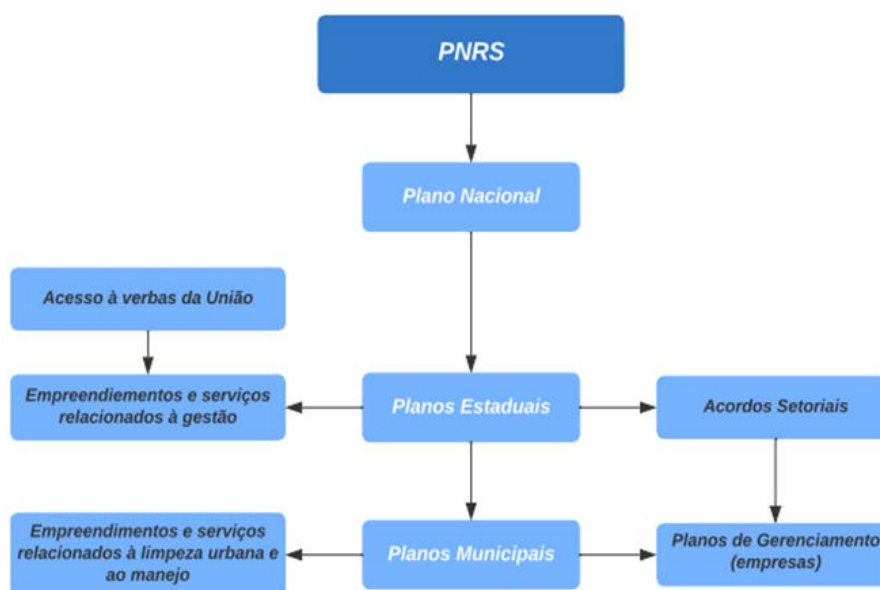 PNRS
Plano Nacional
Acesso à verbas da União
Empreendiementos e serviços
relacionados à gestão
Planos Estaduais
Acordos Setoriais
Empreendimentos e serviços
relacionados à limpeza urbana e
ao manejo
Planos Municipais
Planos de Gerenciamento
(empresas)